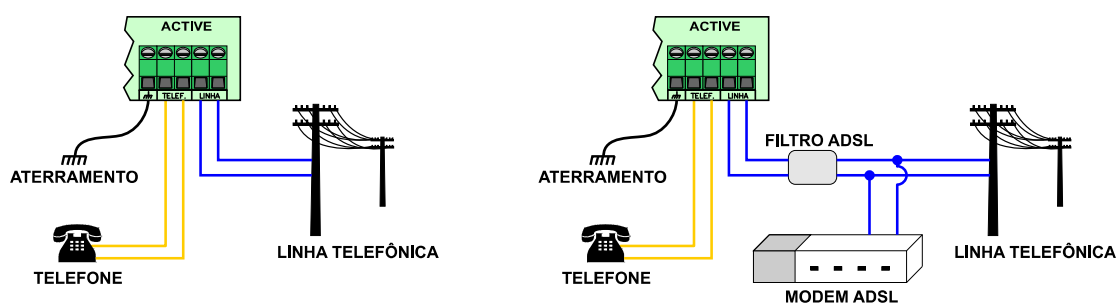 ACTIVE
TELEF. LINHA
ATERRAMENTO
TELEFONE
LINHA TELEFÔNICA
ACTIVE
TELEF. LINHA
FILTRO ADSL
ATERRAMENTO
TELEFONE
MODEM ADSL
LINHA TELEFÔNICA